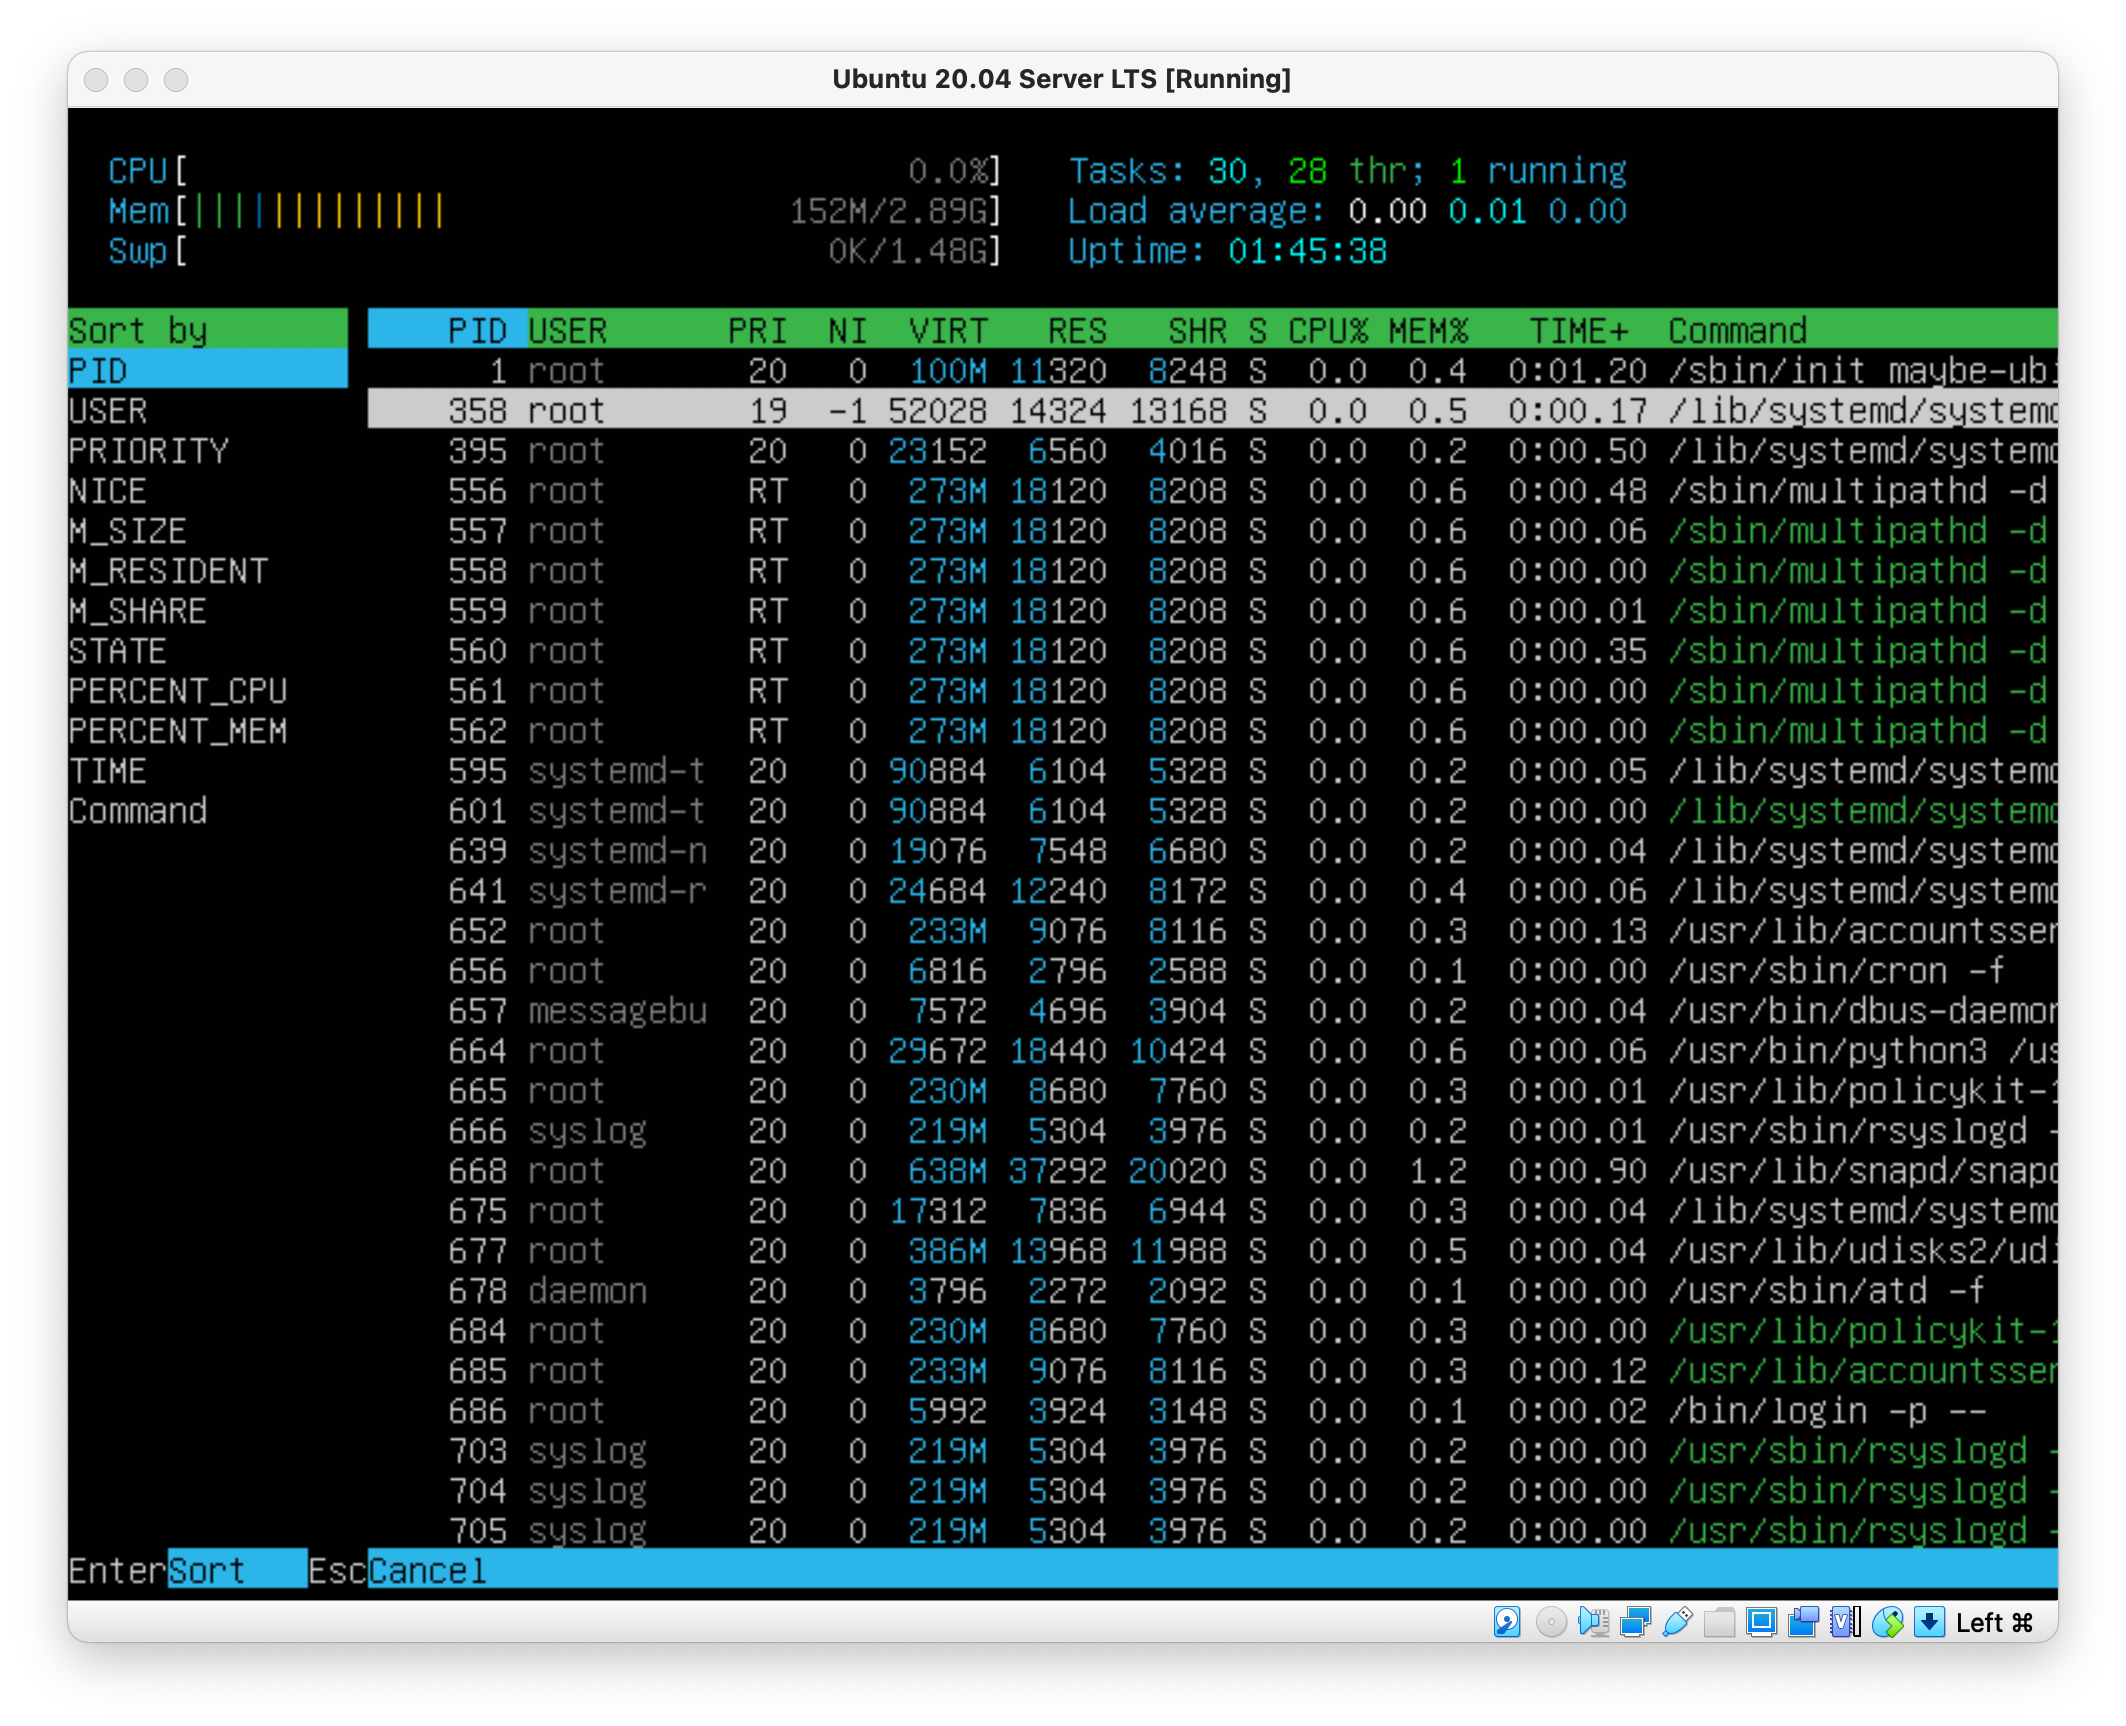 Ubuntu 20.04 Server LTS [Running]
CPU[ 0.0%] Tasks: 30, 28 thr; 1 running
Mem[|||||||||||||152M/2.89G] Load average: 0.00 0.01 0.00
Swp[ 0K/1.48G] Uptime: 01:45:38
Sort by PID USER PRI NI VIRT RES SHR S CPU% MEM% TIME+ Command
PID 1 root 20 0 100M 11320 8248 S 0.0 0.4 0:01.20 /sbin/init maybe-ubi
USER 358 root 19 -1 52028 14324 13168 S 0.0 0.5 0:00.17 /lib/systemd/systemd
PRIORITY 395 root 20 0 23152 6560 4016 S 0.0 0.2 0:00.50 /lib/systemd/systemd
NICE 556 root RT 0 273M 18120 8208 S 0.0 0.6 0:00.48 /sbin/multipathd -d
M_SIZE 557 root RT 0 273M 18120 8208 S 0.0 0.6 0:00.06 /sbin/multipathd -d
M_RESIDENT 558 root RT 0 273M 18120 8208 S 0.0 0.6 0:00.00 /sbin/multipathd -d
M_SHARE 559 root RT 0 273M 18120 8208 S 0.0 0.6 0:00.01 /sbin/multipathd -d
STATE 560 root RT 0 273M 18120 8208 S 0.0 0.6 0:00.35 /sbin/multipathd -d
PERCENT_CPU 561 root RT 0 273M 18120 8208 S 0.0 0.6 0:00.00 /sbin/multipathd -d
PERCENT_MEM 562 root RT 0 273M 18120 8208 S 0.0 0.6 0:00.00 /sbin/multipathd -d
TIME 595 systemd-t 20 0 90884 6104 5328 S 0.0 0.2 0:00.05 /lib/systemd/systemd
Command 601 systemd-t 20 0 90884 6104 5328 S 0.0 0.2 0:00.00 /lib/systemd/systemd
639 systemd-n 20 0 19076 7548 6680 S 0.0 0.2 0:00.04 /lib/systemd/systemd
641 systemd-r 20 0 24684 12240 8172 S 0.0 0.4 0:00.06 /lib/systemd/systemd
652 root 20 0 233M 9076 8116 S 0.0 0.3 0:00.13 /usr/lib/accountsser
656 root 20 0 6816 2796 2588 S 0.0 0.1 0:00.00 /usr/sbin/cron -f
657 messagebu 20 0 7572 4696 3904 S 0.0 0.2 0:00.04 /usr/bin/dbus-daemon
664 root 20 0 29672 18440 10424 S 0.0 0.6 0:00.06 /usr/bin/python3 /us
665 root 20 0 230M 8680 7760 S 0.0 0.3 0:00.01 /usr/lib/policykit-1
666 syslog 20 0 219M 5304 3976 S 0.0 0.2 0:00.01 /usr/sbin/rsyslogd -
668 root 20 0 638M 37292 20020 S 0.0 1.2 0:00.90 /usr/lib/snapd/snapd
675 root 20 0 17312 7836 6944 S 0.0 0.3 0:00.04 /lib/systemd/systemd
677 root 20 0 386M 13968 11988 S 0.0 0.5 0:00.04 /usr/lib/udisks2/udi
678 daemon 20 0 3796 2272 2092 S 0.0 0.1 0:00.00 /usr/sbin/atd -f
684 root 20 0 230M 8680 7760 S 0.0 0.3 0:00.00 /usr/lib/policykit-1
685 root 20 0 233M 9076 8116 S 0.0 0.3 0:00.12 /usr/lib/accountsser
686 root 20 0 5992 3924 3148 S 0.0 0.1 0:00.02 /bin/login -p --
703 syslog 20 0 219M 5304 3976 S 0.0 0.2 0:00.00 /usr/sbin/rsyslogd -
704 syslog 20 0 219M 5304 3976 S 0.0 0.2 0:00.00 /usr/sbin/rsyslogd -
705 syslog 20 0 219M 5304 3976 S 0.0 0.2 0:00.00 /usr/sbin/rsyslogd -
EnterSort EscCancel
Left ⌘